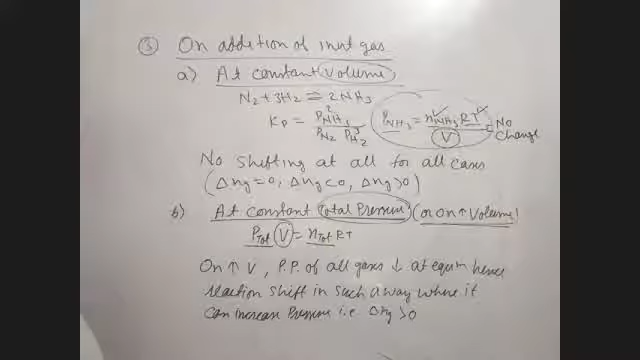 ③ On addition of inert gas
a) At constant Volume
N₂ + 3H₂ ⇌ 2NH₃
Kp = P²NH₃ / PN₂ P³H₂
PNH₃ = nNH₃ RT / V = No Change
No shifting at all for all cases
(Δng=0, Δng<0, Δng>0)
b) At constant Total Pressure (or on ↑ Volume)
PTot V = nTot RT
On ↑ V, P.P. of all gases ↓ at eqm hence
reaction shift in such a way where it
can increase Pressure i.e Δng>0